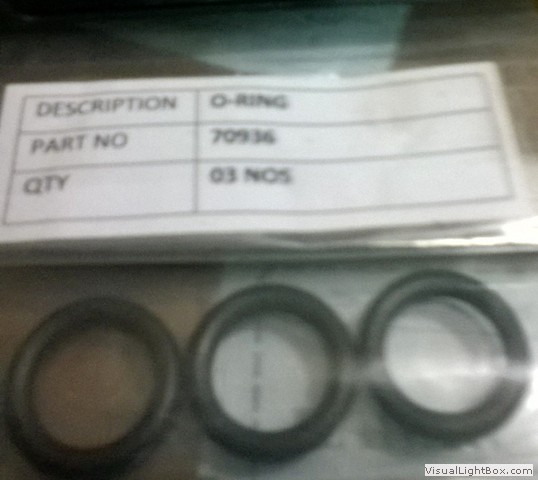 DESCRIPTION O-RING
PART NO 70936
QTY 03 NOS
VisualLightBox.com